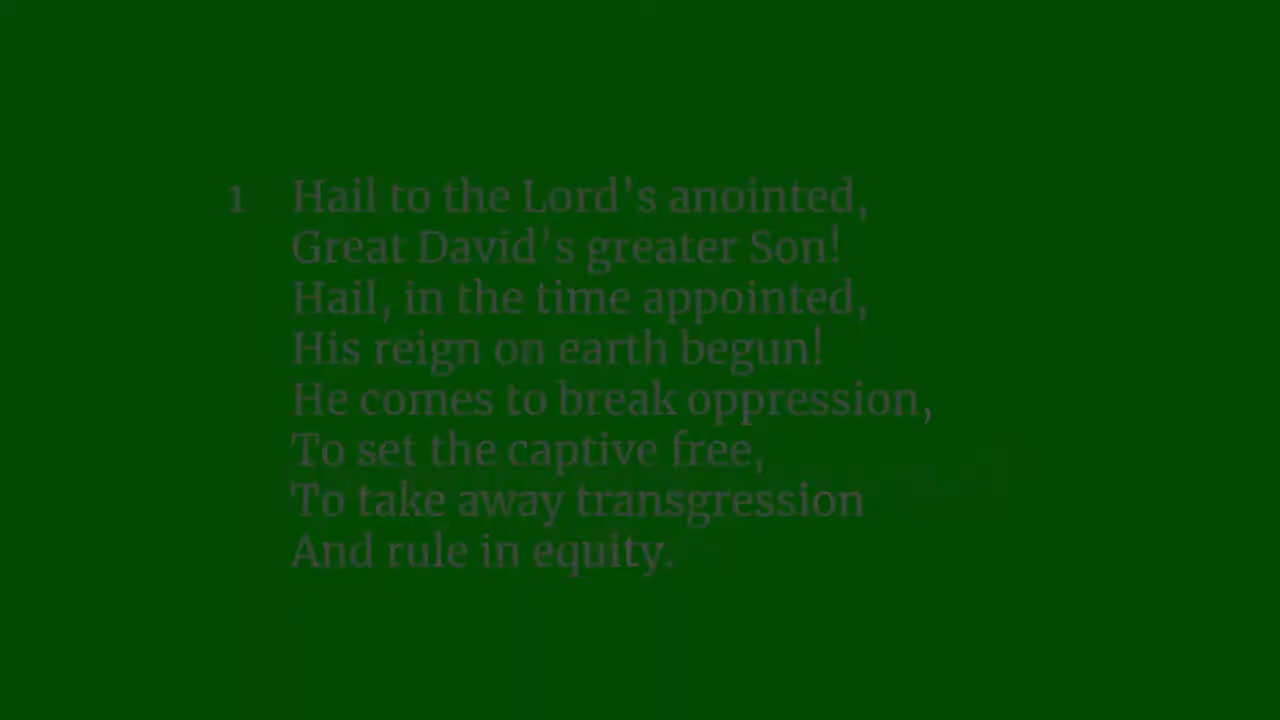 1 Hail to the Lord's anointed,
Great David's greater Son!
Hail, in the time appointed,
His reign on earth begun!
He comes to break oppression,
To set the captive free,
To take away transgression
And rule in equity.